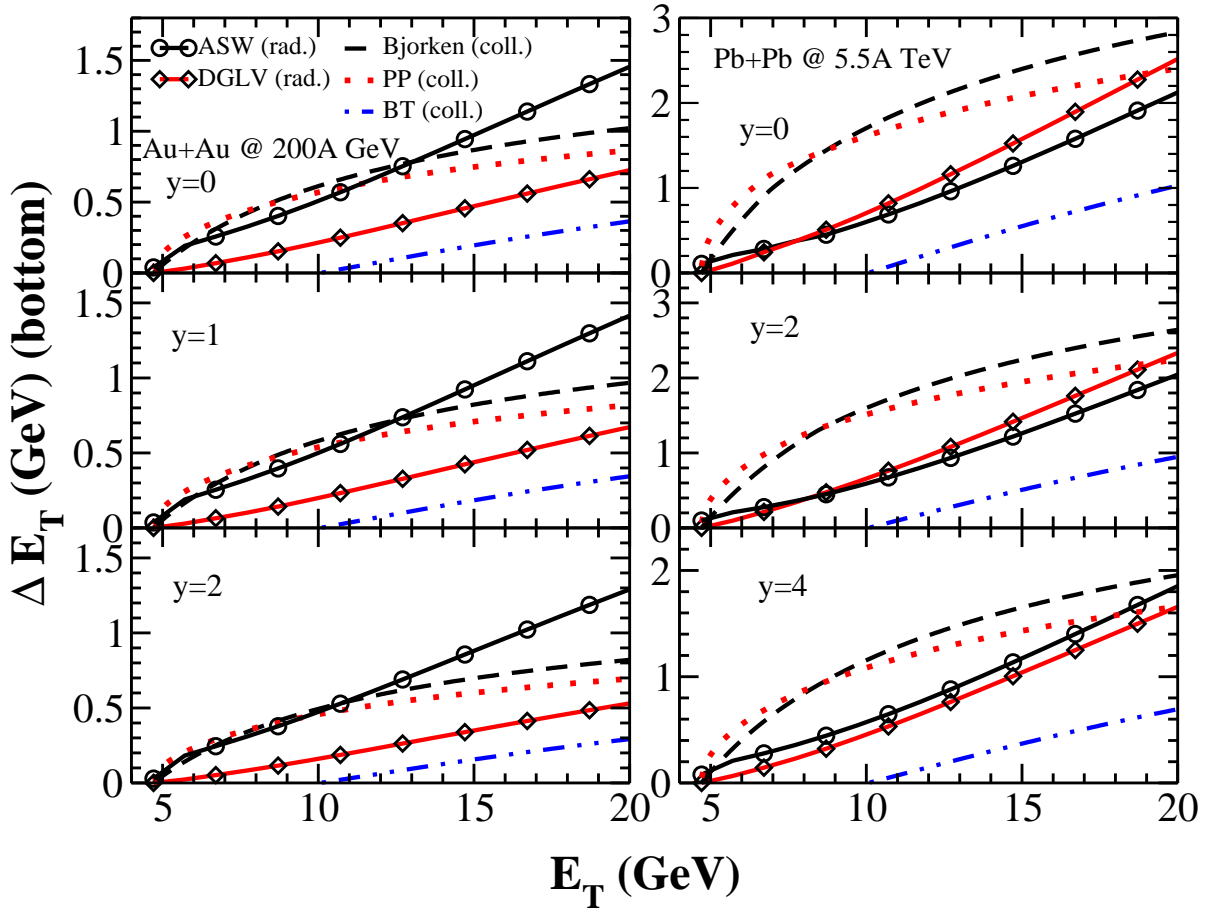 ASW (rad.)
DGLV (rad.)
Bjorken (coll.)
PP (coll.)
BT (coll.)
Au+Au @ 200A GeV
y=0
0
0.5
1
1.5
Pb+Pb @ 5.5A TeV
y=0
0
1
2
3
y=1
0
0.5
1
1.5
y=2
0
1
2
3
y=2
0
0.5
1
1.5
5 10 15 20
y=4
0
1
2
5 10 15 20
Δ E_T (GeV) (bottom)
E_T (GeV)